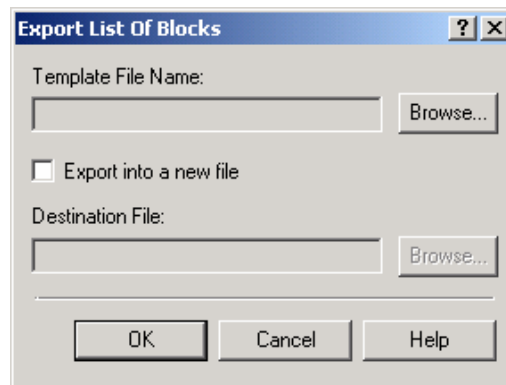 Export List Of Blocks
Template File Name:
Browse...
Export into a new file
Destination File:
Browse...
OK Cancel Help